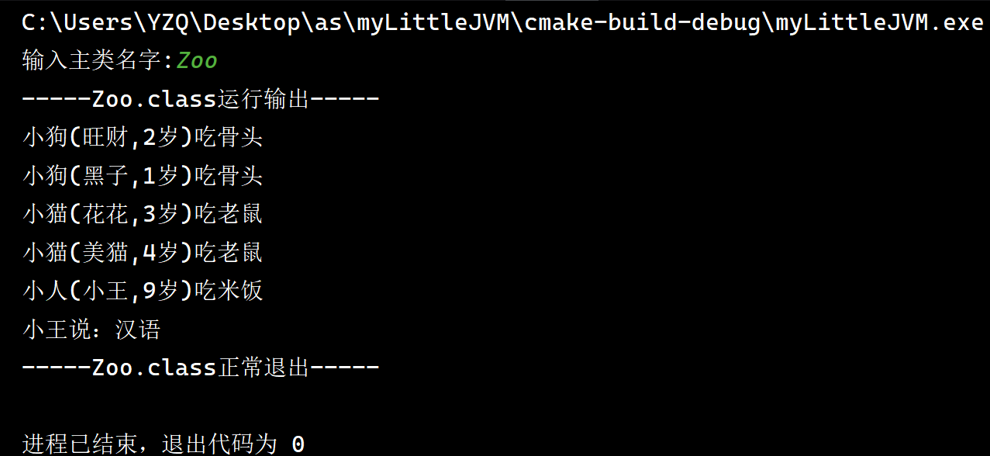 C:\Users\YZQ\Desktop\as\myLittleJVM\cmake-build-debug\myLittleJVM.exe
输入主类名字:Zoo
-----Zoo.class运行输出-----
小狗(旺财,2岁)吃骨头
小狗(黑子,1岁)吃骨头
小猫(花花,3岁)吃老鼠
小猫(美猫,4岁)吃老鼠
小人(小王,9岁)吃米饭
小王说：汉语
-----Zoo.class正常退出-----
进程已结束，退出代码为 0